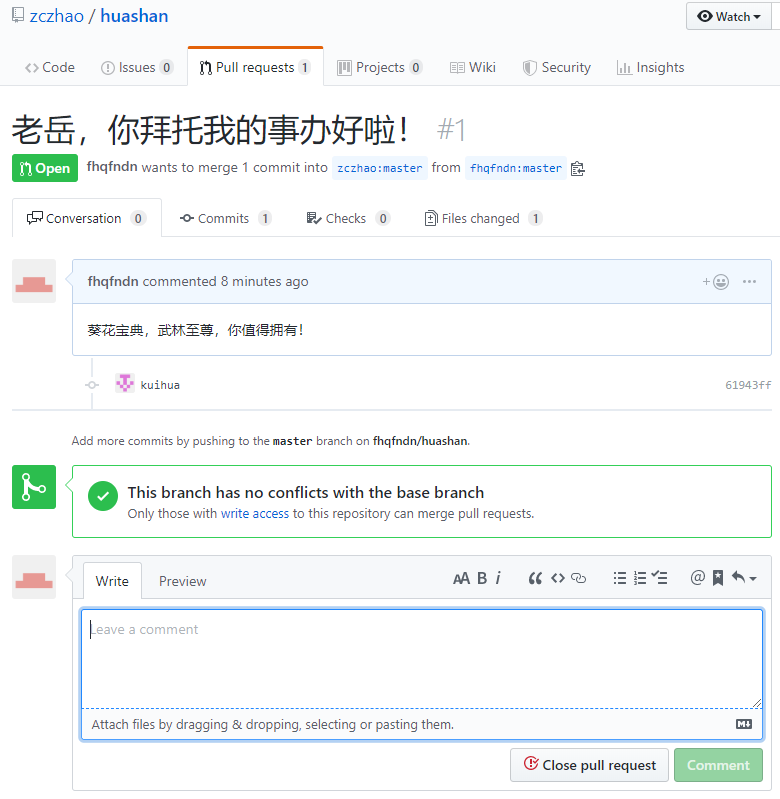 zczhao / huashan
Watch
Code Issues 0 Pull requests 1 Projects 0 Wiki Security Insights
老岳，你拜托我的事办好啦！ #1
Open fhqfndn wants to merge 1 commit into zczhao:master from fhqfndn:master
Conversation 0 Commits 1 Checks 0 Files changed 1
fhqfndn commented 8 minutes ago
葵花宝典，武林至尊，你值得拥有！
kuihua 61943ff
Add more commits by pushing to the master branch on fhqfndn/huashan.
This branch has no conflicts with the base branch
Only those with write access to this repository can merge pull requests.
Write Preview
Leave a comment
Attach files by dragging & dropping, selecting or pasting them.
Close pull request Comment